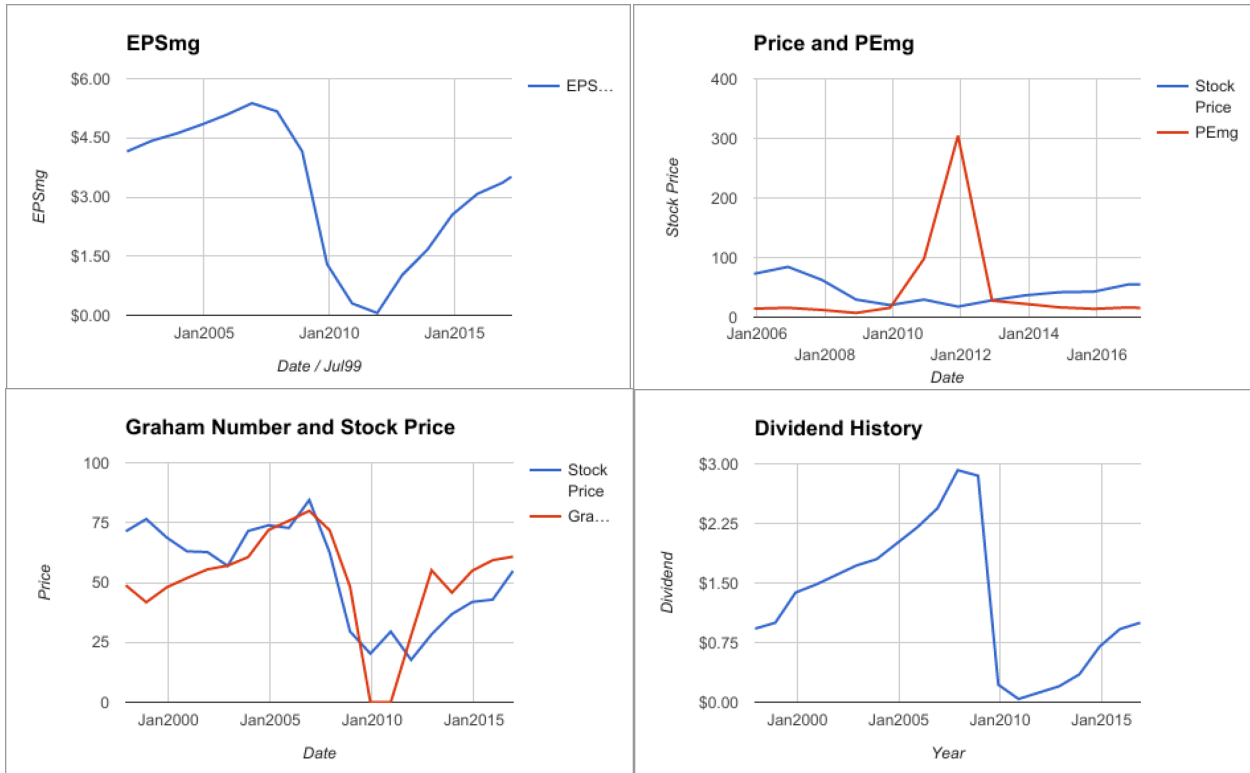 EPSmg
$6.00
$4.50
$3.00
$1.50
$0.00
EPSmg
Jan2005
Jan2010
Jan2015
Date / Jul99
EPS…
Price and PEmg
400
300
200
100
0
Stock Price
Jan2006
Jan2008
Jan2010
Jan2012
Jan2014
Jan2016
Date
Stock
Price
PEmg
Graham Number and Stock Price
100
75
50
25
0
Price
Jan2000
Jan2005
Jan2010
Jan2015
Date
Stock
Price
Gra…
Dividend History
$3.00
$2.25
$1.50
$0.75
$0.00
Dividend
Jan2000
Jan2005
Jan2010
Jan2015
Year